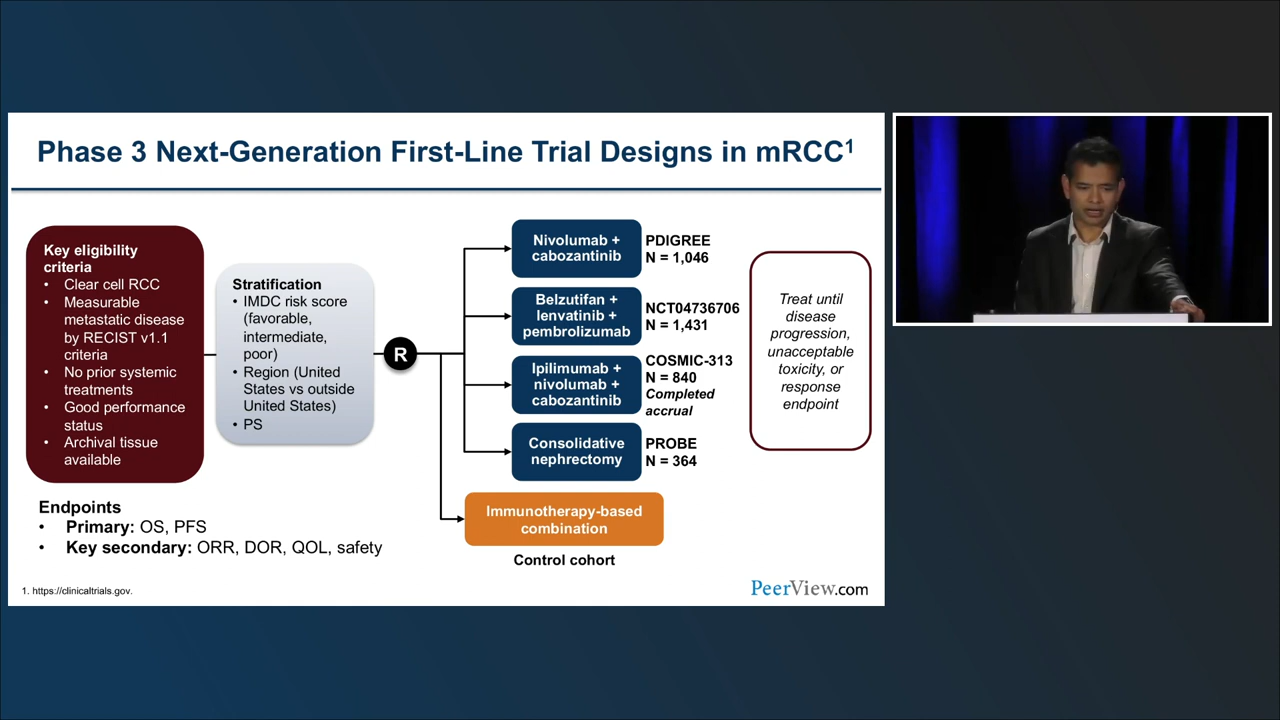 Phase 3 Next-Generation First-Line Trial Designs in mRCC1
Key eligibility
criteria
• Clear cell RCC
• Measurable
metastatic disease
by RECIST v1.1
criteria
• No prior systemic
treatments
• Good performance
status
• Archival tissue
available
Stratification
• IMDC risk score
(favorable,
intermediate,
poor)
• Region (United
States vs outside
United States)
• PS
R
Nivolumab +
cabozantinib
PDIGREE
N = 1,046
Belzutifan +
lenvatinib +
pembrolizumab
NCT04736706
N = 1,431
Ipilimumab +
nivolumab +
cabozantinib
COSMIC-313
N = 840
Completed
accrual
Consolidative
nephrectomy
PROBE
N = 364
Immunotherapy-based
combination
Control cohort
Treat until
disease
progression,
unacceptable
toxicity, or
response
endpoint
Endpoints
• Primary: OS, PFS
• Key secondary: ORR, DOR, QOL, safety
1. https://clinicaltrials.gov.
PeerView.com